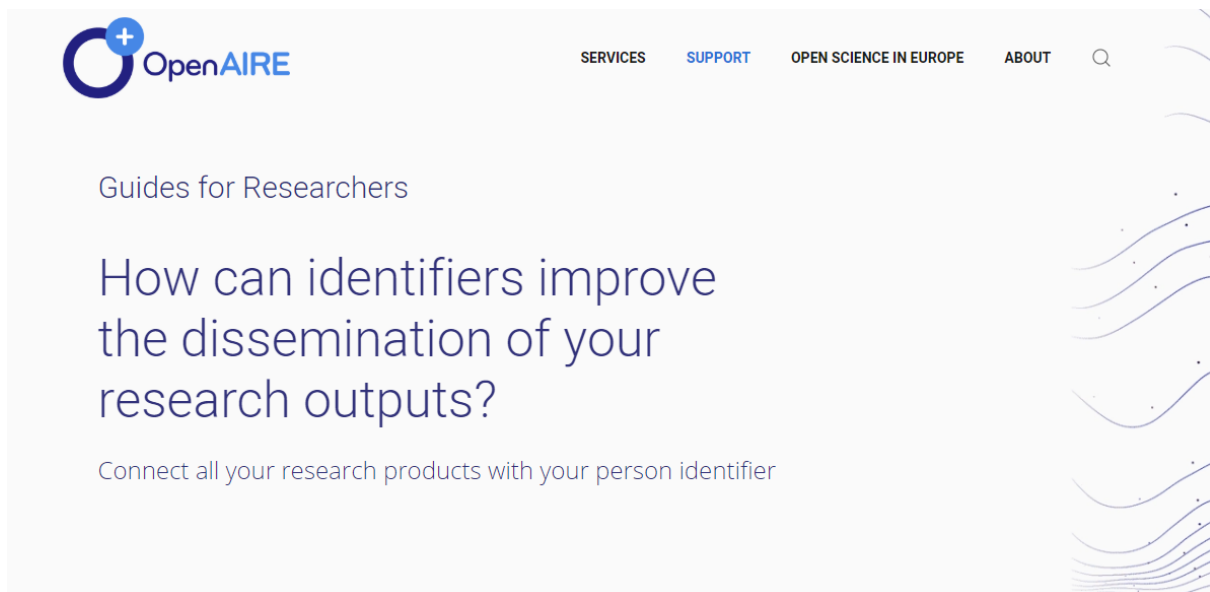 OpenAIRE
SERVICES SUPPORT OPEN SCIENCE IN EUROPE ABOUT
Guides for Researchers
How can identifiers improve
the dissemination of your
research outputs?
Connect all your research products with your person identifier